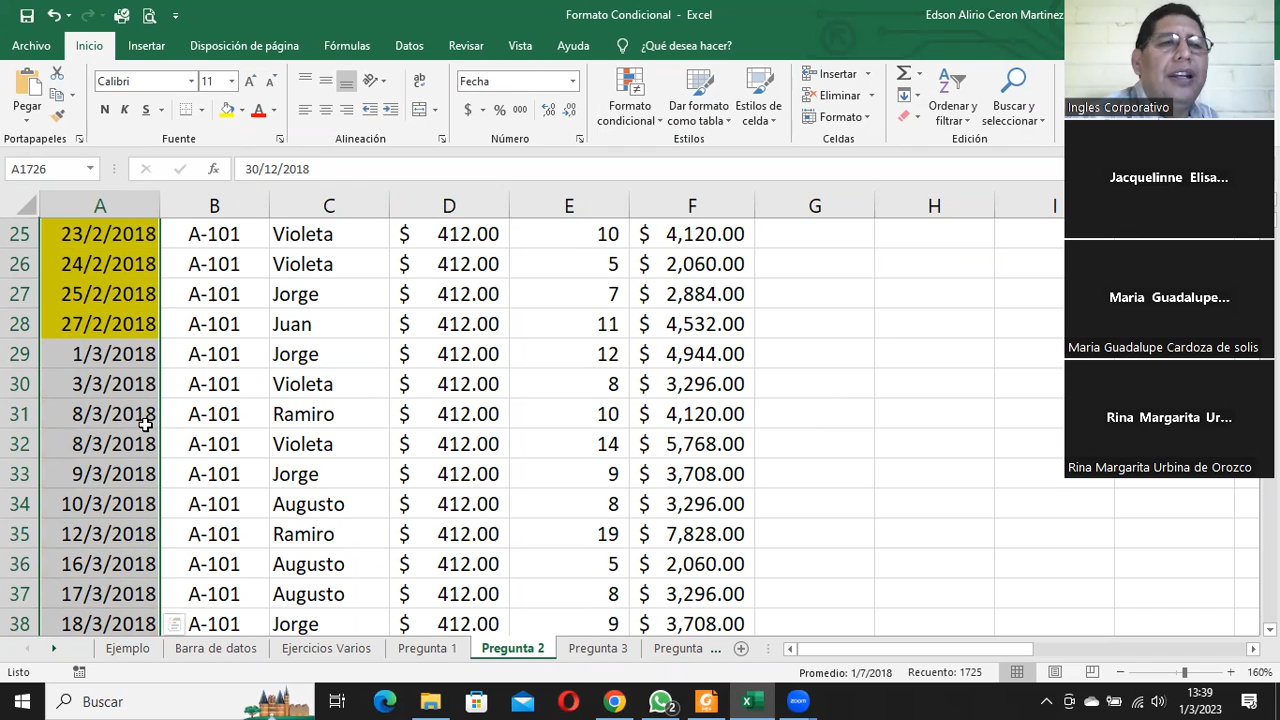 Formato Condicional - Excel
Edson Alirio Ceron Martinez
Archivo Inicio Insertar Disposición de página Fórmulas Datos Revisar Vista Ayuda ¿Qué desea hacer?
Pegar
Calibri 11
N K S
Fecha
$ % 000
Formato condicional
Dar formato como tabla
Estilos de celda
Insertar
Eliminar
Formato
Ordenar y filtrar
Buscar y seleccionar
Portapapeles Fuente Alineación Número Estilos Celdas Edición
A1726 fx 30/12/2018
A B C D E F G H I
25 23/2/2018 A-101 Violeta $ 412.00 10 $ 4,120.00
26 24/2/2018 A-101 Violeta $ 412.00 5 $ 2,060.00
27 25/2/2018 A-101 Jorge $ 412.00 7 $ 2,884.00
28 27/2/2018 A-101 Juan $ 412.00 11 $ 4,532.00
29 1/3/2018 A-101 Jorge $ 412.00 12 $ 4,944.00
30 3/3/2018 A-101 Violeta $ 412.00 8 $ 3,296.00
31 8/3/2018 A-101 Ramiro $ 412.00 10 $ 4,120.00
32 8/3/2018 A-101 Violeta $ 412.00 14 $ 5,768.00
33 9/3/2018 A-101 Jorge $ 412.00 9 $ 3,708.00
34 10/3/2018 A-101 Augusto $ 412.00 8 $ 3,296.00
35 12/3/2018 A-101 Ramiro $ 412.00 19 $ 7,828.00
36 16/3/2018 A-101 Augusto $ 412.00 5 $ 2,060.00
37 17/3/2018 A-101 Augusto $ 412.00 8 $ 3,296.00
38 18/3/2018 A-101 Jorge $ 412.00 9 $ 3,708.00
Ejemplo Barra de datos Ejercicios Varios Pregunta 1 Pregunta 2 Pregunta 3 Pregunta ...
Listo Promedio: 1/7/2018 Recuento: 1725 160%
Buscar
2
zoom
13:39
1/3/2023
Ingles Corporativo
Jacquelinne Elisa...
Maria Guadalupe...
Maria Guadalupe Cardoza de solis
Rina Margarita Ur...
Rina Margarita Urbina de Orozco